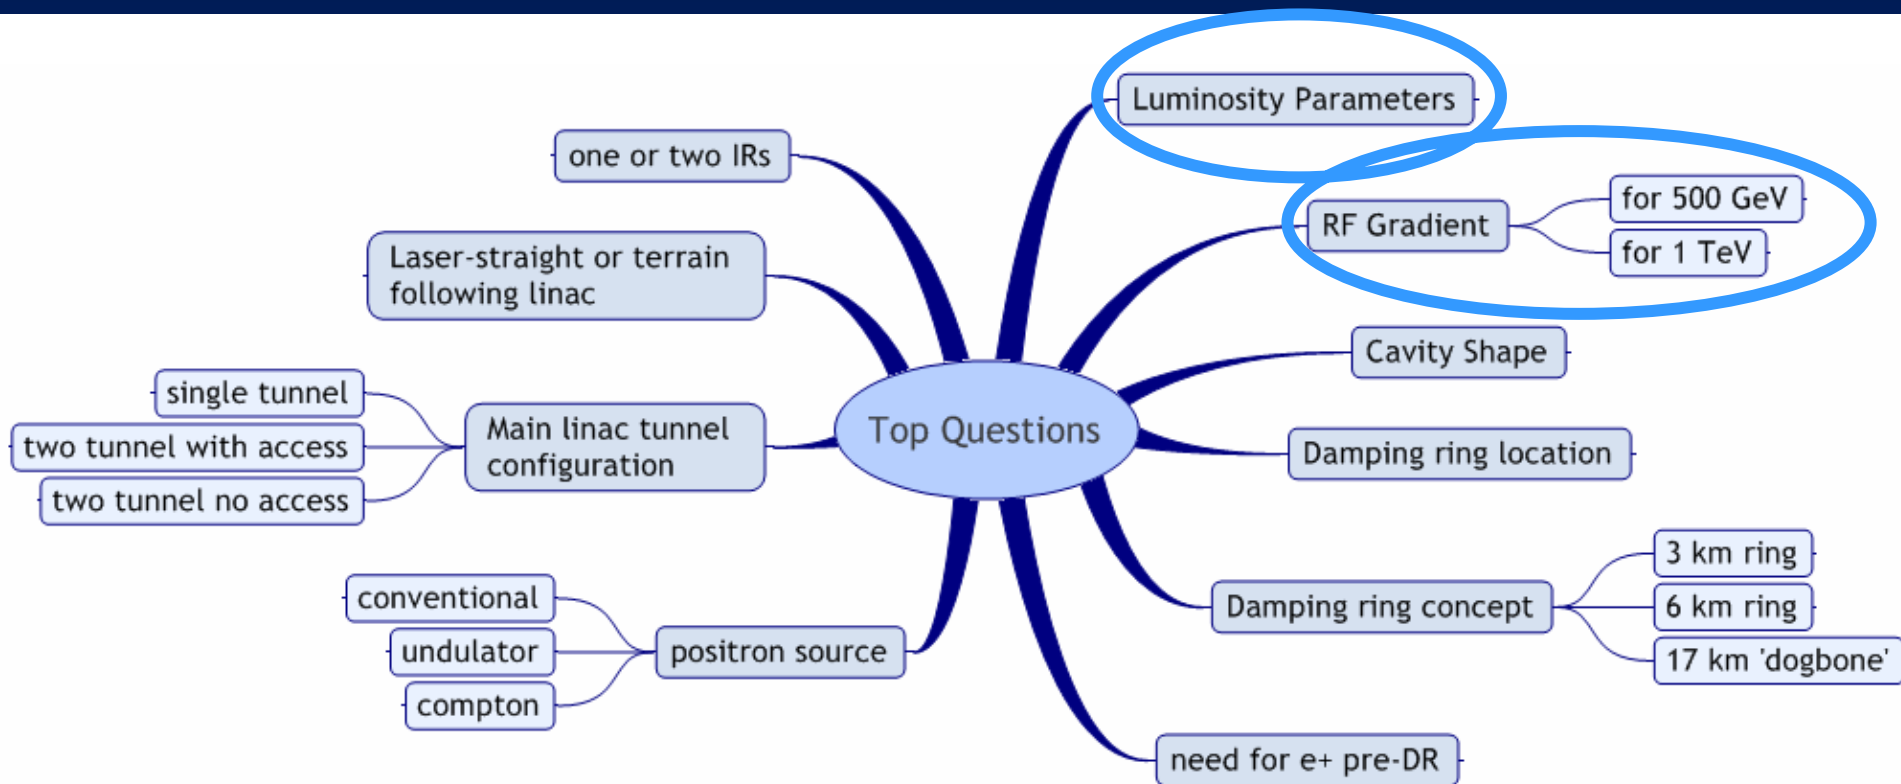 Luminosity Parameters
one or two IRs
RF Gradient
for 500 GeV
for 1 TeV
Laser-straight or terrain
following linac
Cavity Shape
single tunnel
two tunnel with access
two tunnel no access
Main linac tunnel
configuration
Top Questions
Damping ring location
3 km ring
6 km ring
17 km 'dogbone'
Damping ring concept
conventional
undulator
compton
positron source
need for e+ pre-DR